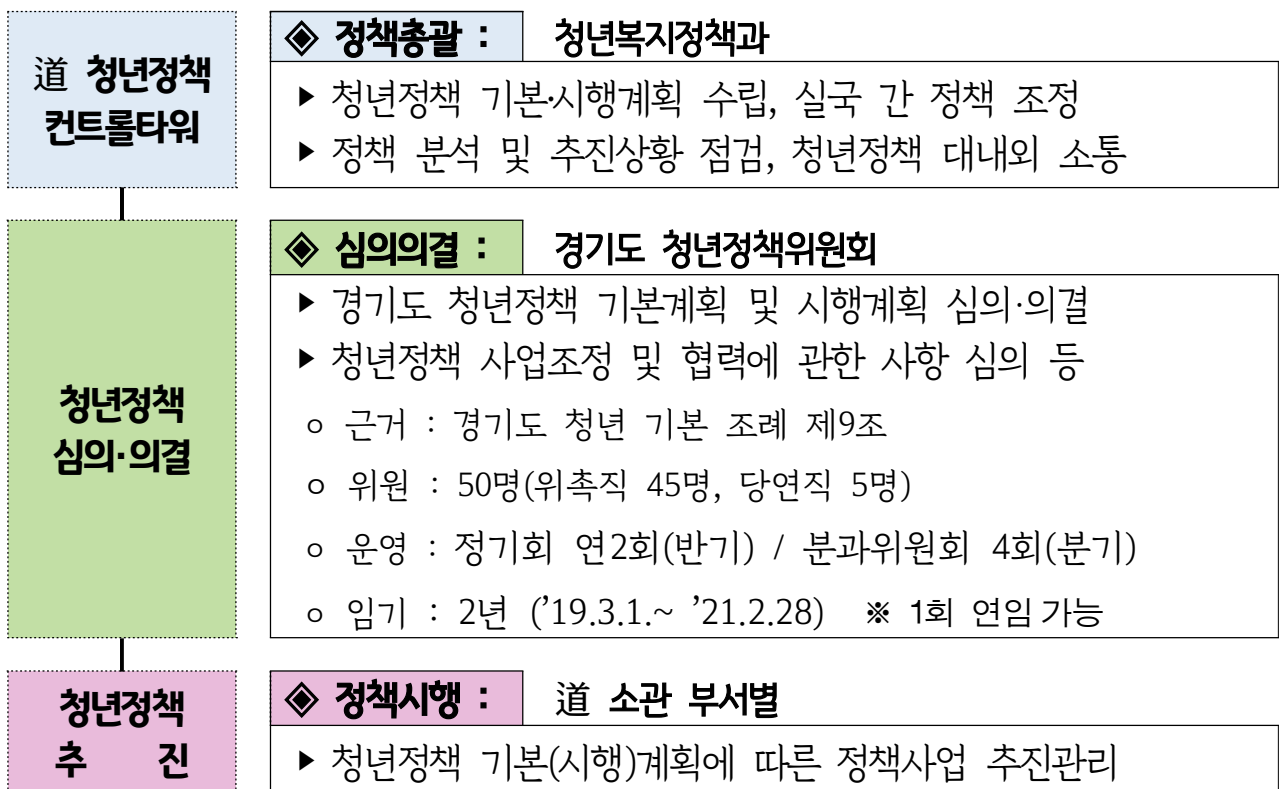 道 청년정책
컨트롤타워
◈ 정책총괄 : 청년복지정책과
▶ 청년정책 기본·시행계획 수립, 실국 간 정책 조정
▶ 정책 분석 및 추진상황 점검, 청년정책 대내외 소통
청년정책
심의·의결
◈ 심의의결 : 경기도 청년정책위원회
▶ 경기도 청년정책 기본계획 및 시행계획 심의·의결
▶ 청년정책 사업조정 및 협력에 관한 사항 심의 등
ㅇ 근거 : 경기도 청년 기본 조례 제9조
ㅇ 위원 : 50명(위촉직 45명, 당연직 5명)
ㅇ 운영 : 정기회 연2회(반기) / 분과위원회 4회(분기)
ㅇ 임기 : 2년 (’19.3.1.~ ’21.2.28) ※ 1회 연임 가능
청년정책
추 진
◈ 정책시행 : 道 소관 부서별
▶ 청년정책 기본(시행)계획에 따른 정책사업 추진관리